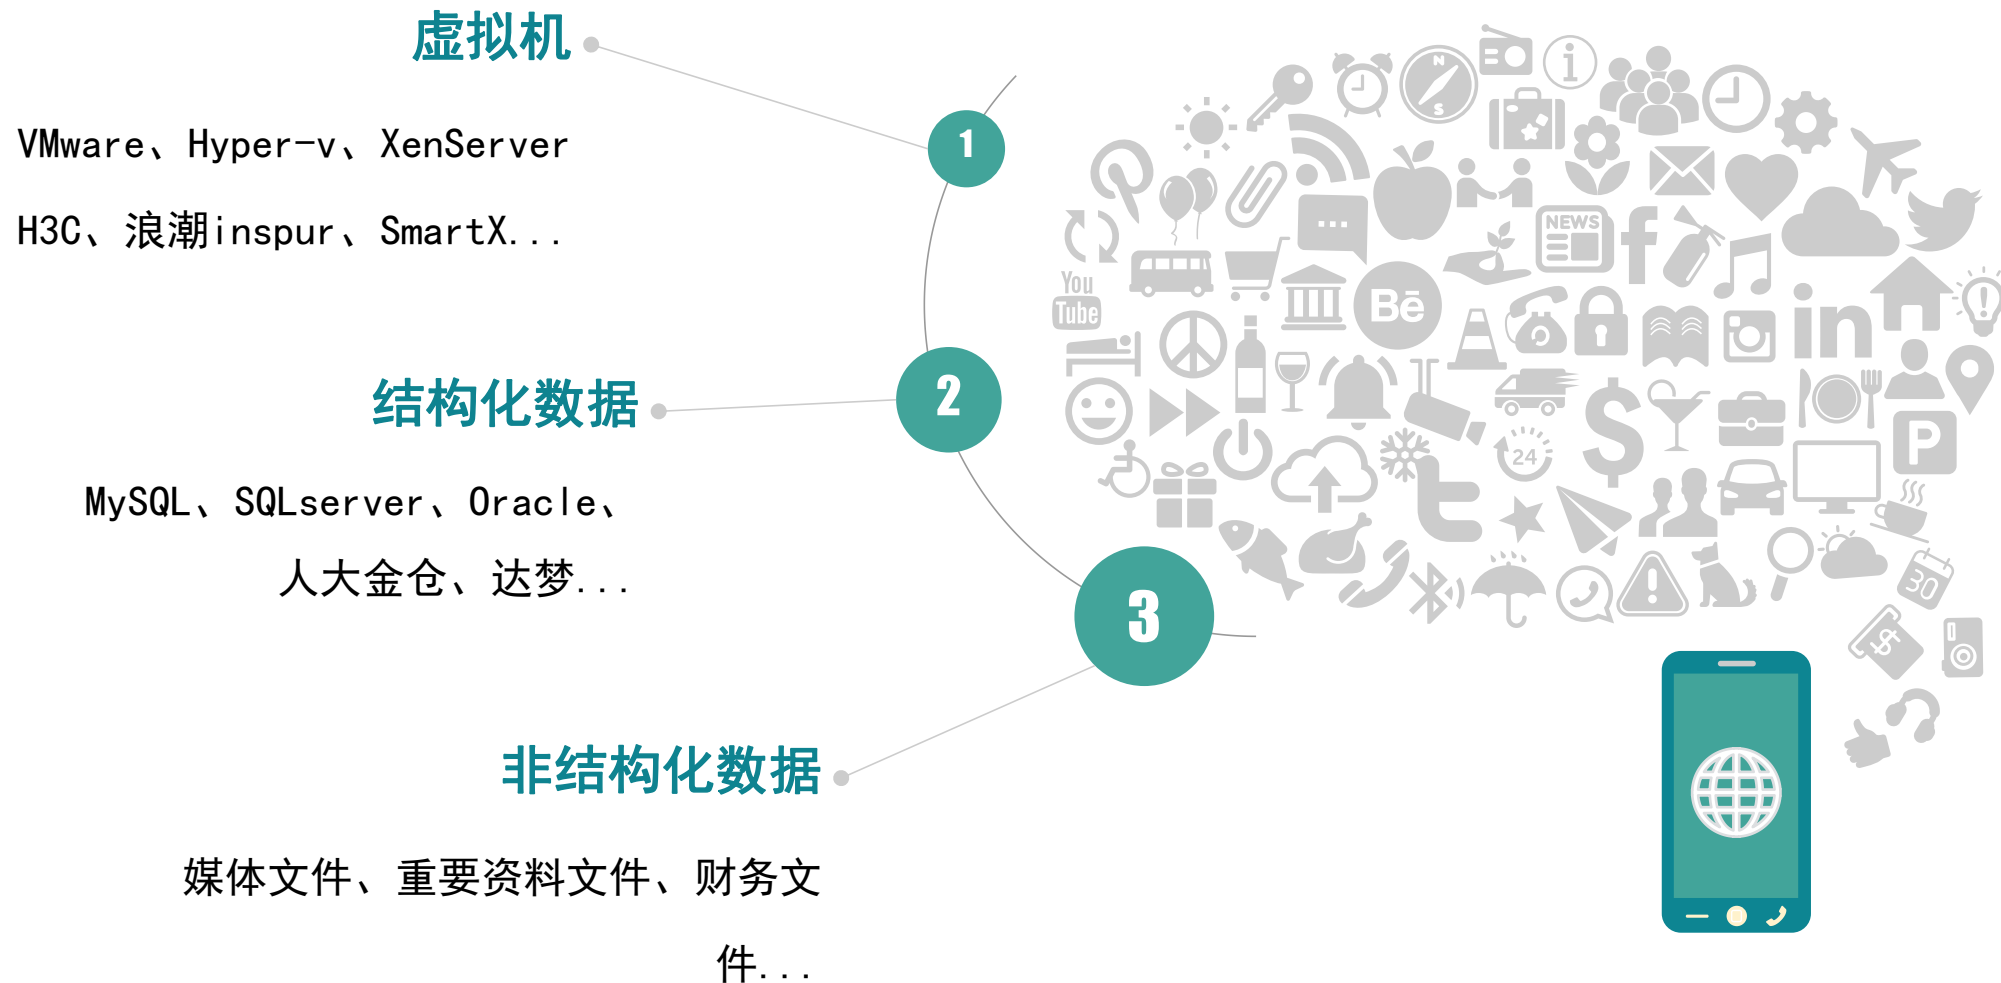 虚拟机
1
VMware、Hyper-v、XenServer
H3C、浪潮inspur、SmartX...
结构化数据
2
MySQL、SQLserver、Oracle、
人大金仓、达梦...
3
非结构化数据
媒体文件、重要资料文件、财务文
件...
N
S
i
NEWS
You
Tube
Bē
in
f
24
$
P
t
30
$